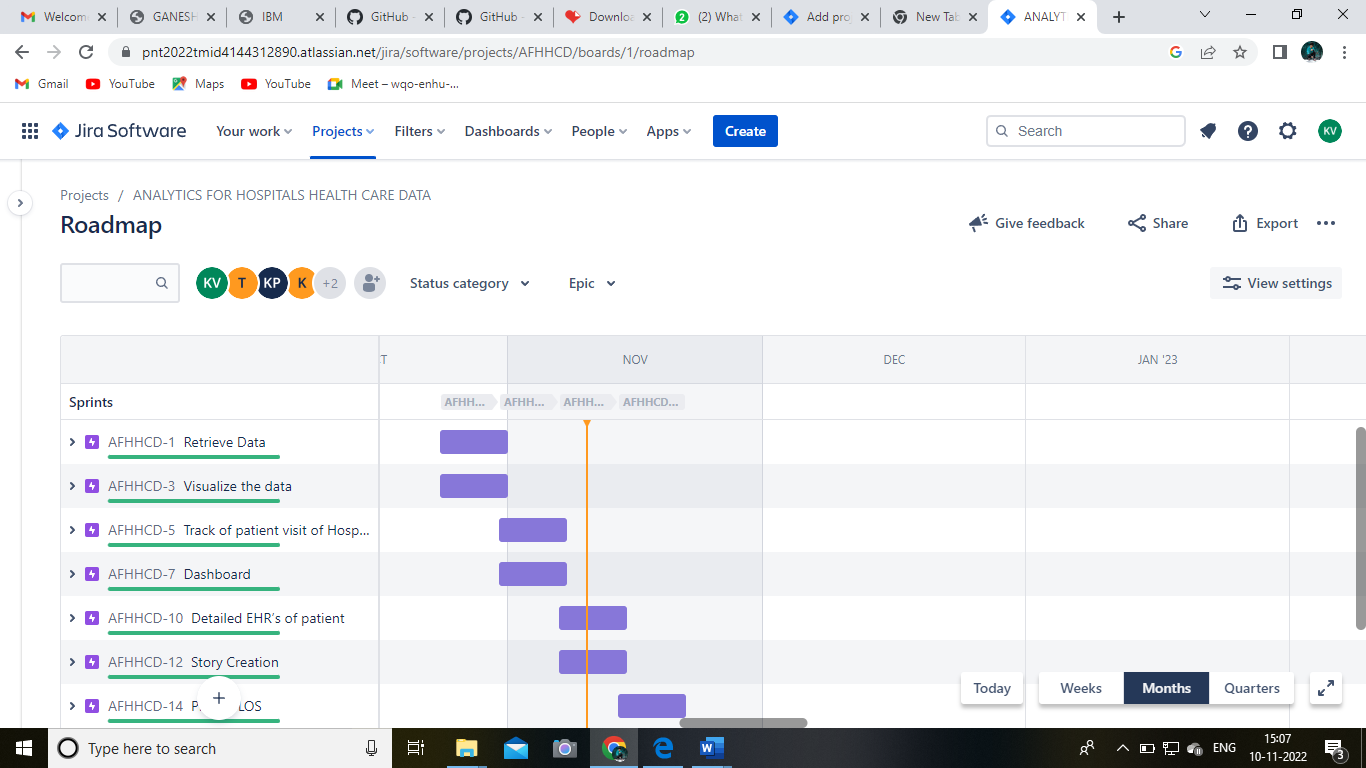 Welcome GANESH IBM GitHub - GitHub - Downloa (2) What Add proj New Tab ANALYT
pnt2022tmid4144312890.atlassian.net/jira/software/projects/AFHHCD/boards/1/roadmap
Gmail YouTube Maps YouTube Meet – wqo-enhu-...
Jira Software Your work Projects Filters Dashboards People Apps Create Search KV
Projects / ANALYTICS FOR HOSPITALS HEALTH CARE DATA
Roadmap Give feedback Share Export
KV T KP K +2 Status category Epic View settings
NOV DEC JAN '23
Sprints AFHH... AFHH... AFHH... AFHHCD...
AFHHCD-1 Retrieve Data
AFHHCD-3 Visualize the data
AFHHCD-5 Track of patient visit of Hosp...
AFHHCD-7 Dashboard
AFHHCD-10 Detailed EHR’s of patient
AFHHCD-12 Story Creation
AFHHCD-14 LOS
Today Weeks Months Quarters
Type here to search ENG 15:07
10-11-2022 3